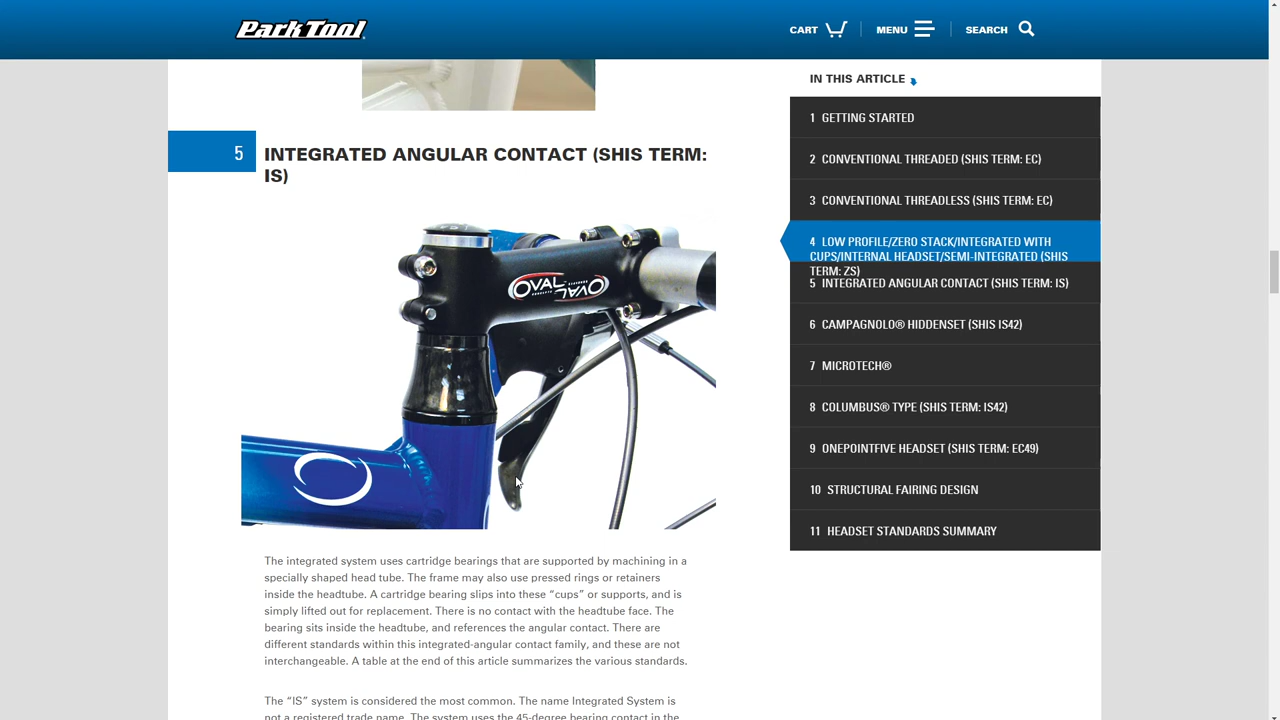 ParkTool
CART
MENU
SEARCH
IN THIS ARTICLE
5
INTEGRATED ANGULAR CONTACT (SHIS TERM:
IS)
OVAL
OVAL
The integrated system uses cartridge bearings that are supported by machining in a
specially shaped head tube. The frame may also use pressed rings or retainers
inside the headtube. A cartridge bearing slips into these “cups” or supports, and is
simply lifted out for replacement. There is no contact with the headtube face. The
bearing sits inside the headtube, and references the angular contact. There are
different standards within this integrated-angular contact family, and these are not
interchangeable. A table at the end of this article summarizes the various standards.
The “IS” system is considered the most common. The name Integrated System is
not a registered trade name. The system uses the 45-degree bearing contact in the
1 GETTING STARTED
2 CONVENTIONAL THREADED (SHIS TERM: EC)
3 CONVENTIONAL THREADLESS (SHIS TERM: EC)
4 LOW PROFILE/ZERO STACK/INTEGRATED WITH
CUPS/INTERNAL HEADSET/SEMI-INTEGRATED (SHIS
TERM: ZS)
5 INTEGRATED ANGULAR CONTACT (SHIS TERM: IS)
6 CAMPAGNOLO® HIDDENSET (SHIS IS42)
7 MICROTECH®
8 COLUMBUS® TYPE (SHIS TERM: IS42)
9 ONEPOINTFIVE HEADSET (SHIS TERM: EC49)
10 STRUCTURAL FAIRING DESIGN
11 HEADSET STANDARDS SUMMARY